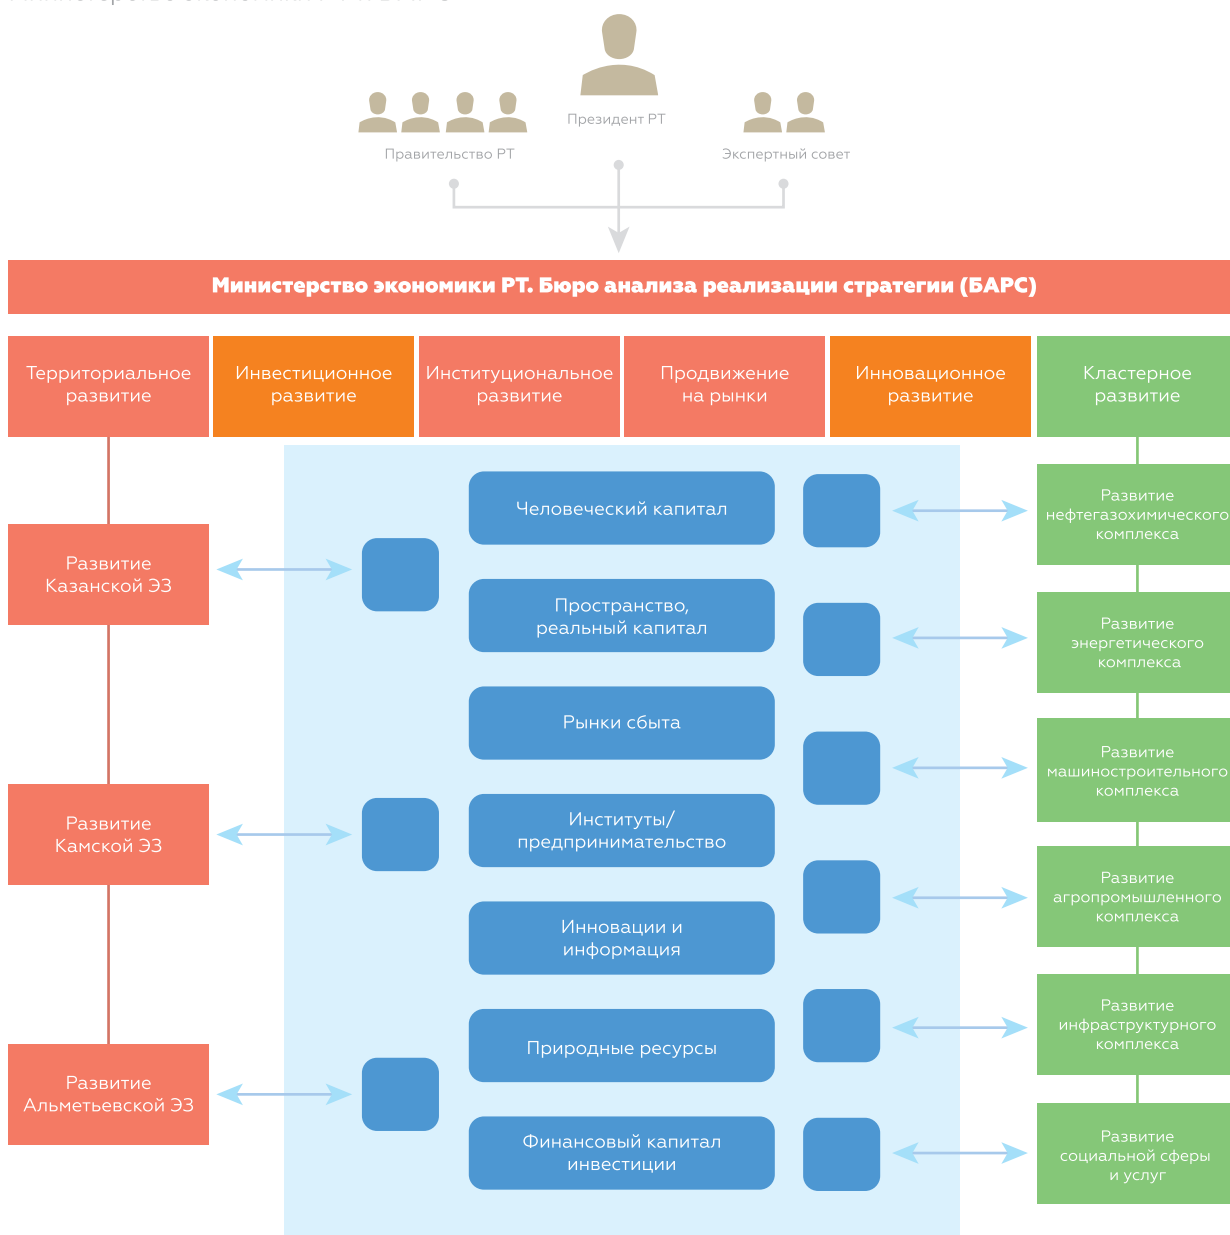 Президент РТ
Правительство РТ
Экспертный совет
Министерство экономики РТ. Бюро анализа реализации стратегии (БАРС)
Территориальное
развитие
Инвестиционное
развитие
Институциональное
развитие
Продвижение
на рынки
Инновационное
развитие
Кластерное
развитие
Развитие
Казанской ЭЗ
Развитие
Камской ЭЗ
Развитие
Альметьевской ЭЗ
Человеческий капитал
Пространство,
реальный капитал
Рынки сбыта
Институты/
предпринимательство
Инновации и
информация
Природные ресурсы
Финансовый капитал
инвестиции
Развитие
нефтегазохимического
комплекса
Развитие
энергетического
комплекса
Развитие
машиностроительного
комплекса
Развитие
агропромышленного
комплекса
Развитие
инфраструктурного
комплекса
Развитие
социальной сферы
и услуг